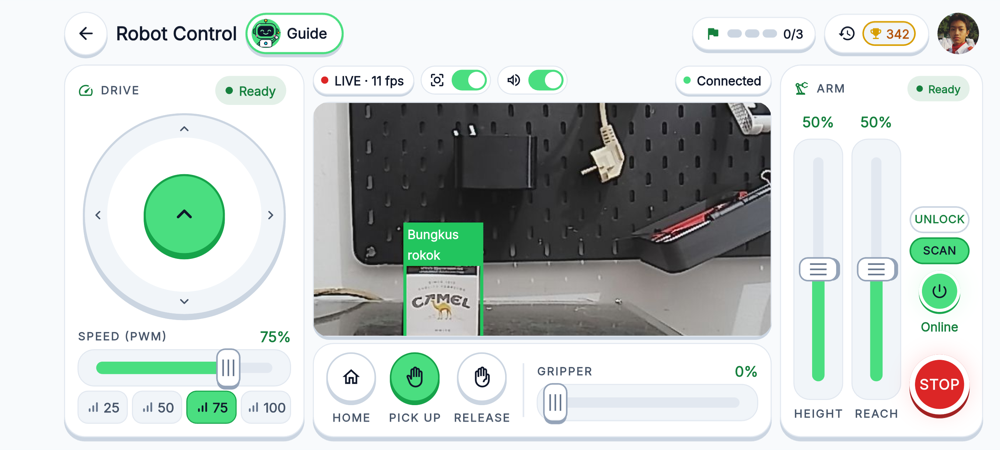 Robot Control
Guide
0/3
342
DRIVE
Ready
SPEED (PWM)
75%
25
50
75
100
LIVE · 11 fps
Connected
Bungkus
rokok
CAMEL
HOME
PICK UP
RELEASE
GRIPPER
0%
ARM
Ready
50%
50%
UNLOCK
SCAN
Online
STOP
HEIGHT
REACH